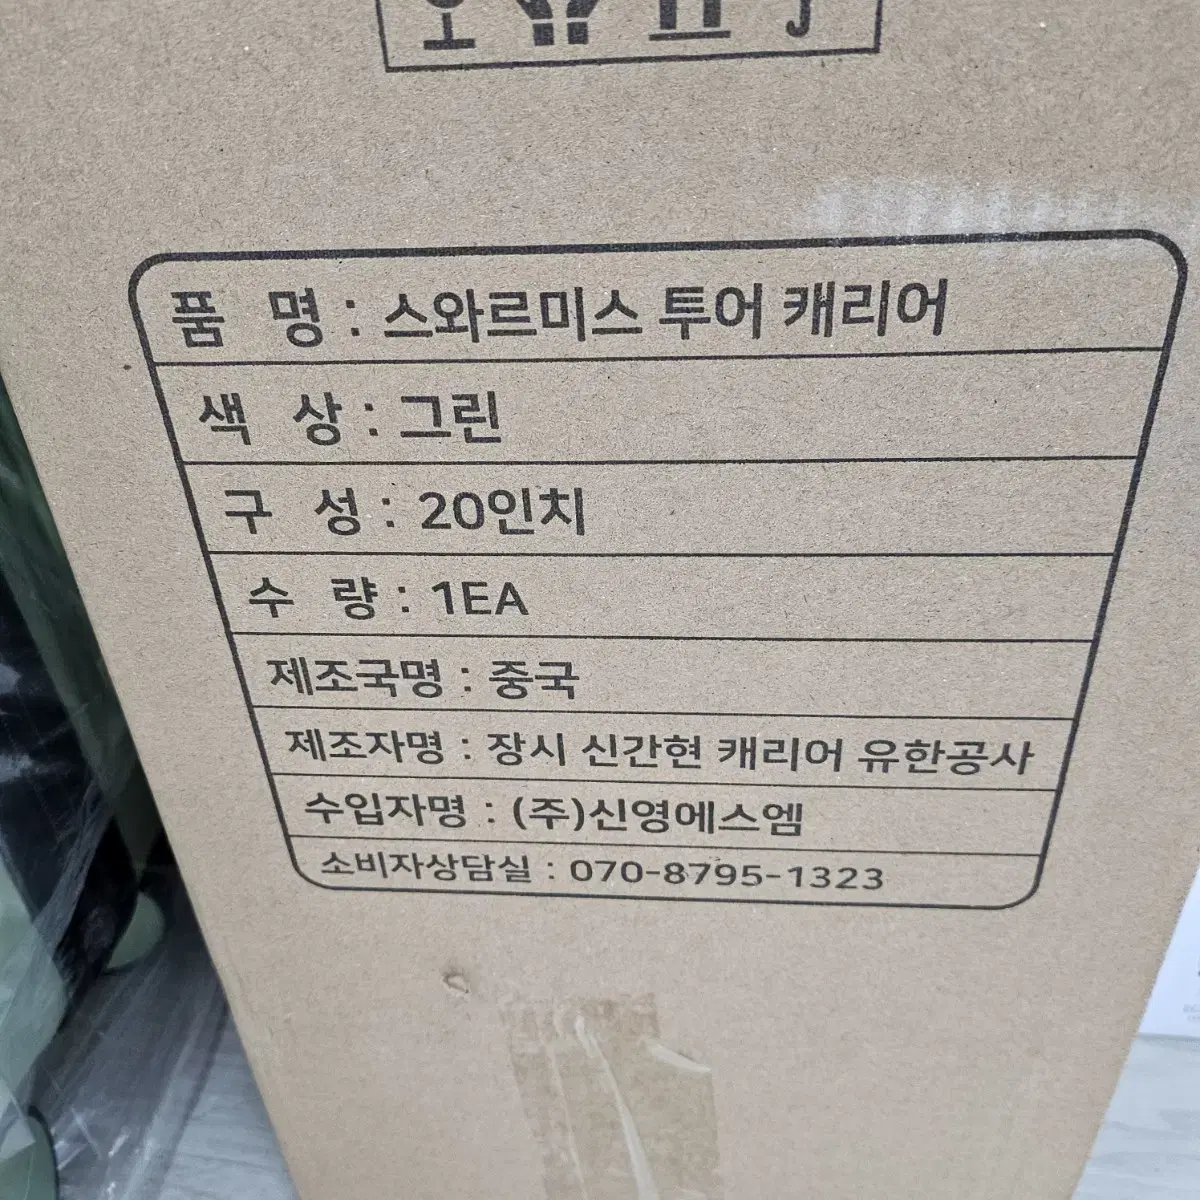 품 명 : 스와르미스 투어 캐리어
색 상 : 그린
구 성 : 20인치
수 량 : 1EA
제조국명 : 중국
제조자명 : 장시 신간현 캐리어 유한공사
수입자명 : (주)신영에스엠
소비자상담실 : 070-8795-1323